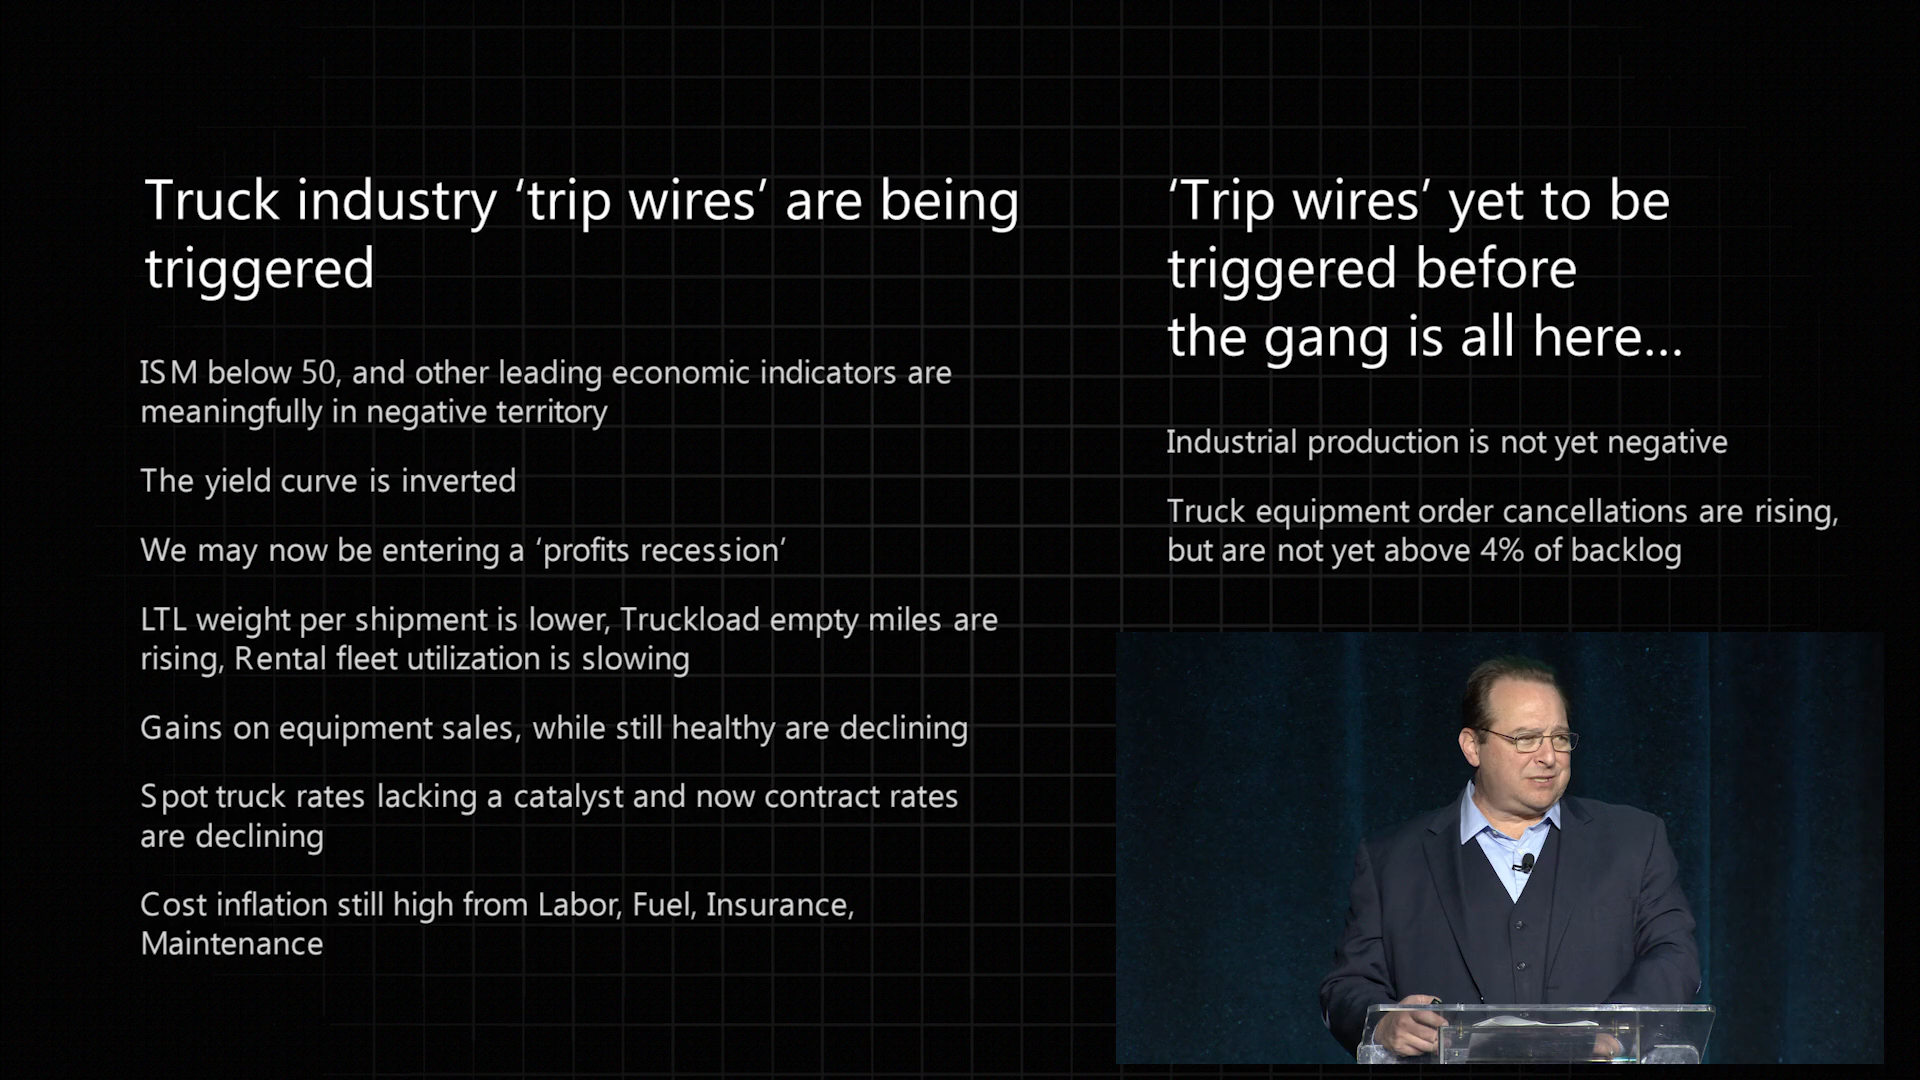 Truck industry ‘trip wires’ are being
triggered
ISM below 50, and other leading economic indicators are
meaningfully in negative territory
The yield curve is inverted
We may now be entering a ‘profits recession’
LTL weight per shipment is lower, Truckload empty miles are
rising, Rental fleet utilization is slowing
Gains on equipment sales, while still healthy are declining
Spot truck rates lacking a catalyst and now contract rates
are declining
Cost inflation still high from Labor, Fuel, Insurance,
Maintenance
‘Trip wires’ yet to be
triggered before
the gang is all here...
Industrial production is not yet negative
Truck equipment order cancellations are rising,
but are not yet above 4% of backlog